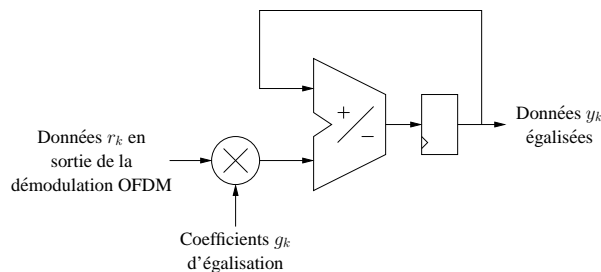 Données r_k en
sortie de la
démodulation OFDM
Coefficients g_k
d'égalisation
+
−
Données y_k
égalisées